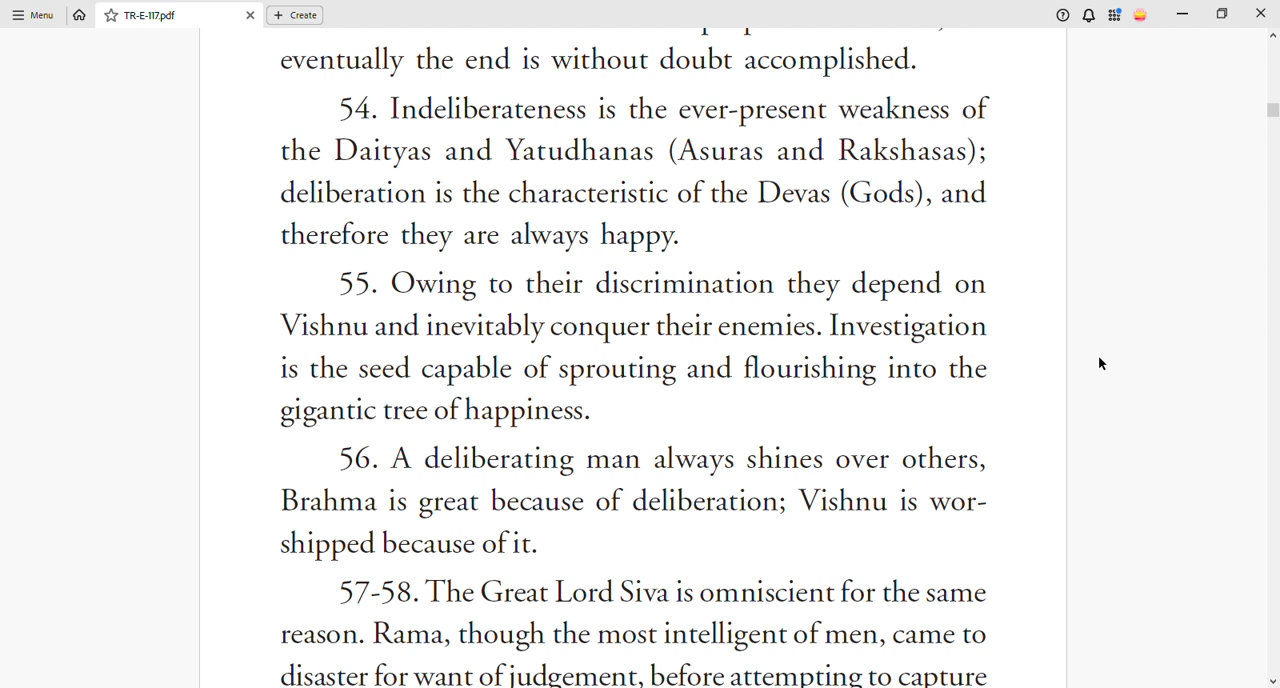 Menu
TR-E-117.pdf
+ Create
eventually the end is without doubt accomplished.
54. Indeliberateness is the ever-present weakness of
the Daityas and Yatudhanas (Asuras and Rakshasas);
deliberation is the characteristic of the Devas (Gods), and
therefore they are always happy.
55. Owing to their discrimination they depend on
Vishnu and inevitably conquer their enemies. Investigation
is the seed capable of sprouting and flourishing into the
gigantic tree of happiness.
56. A deliberating man always shines over others,
Brahma is great because of deliberation; Vishnu is wor-
shipped because of it.
57-58. The Great Lord Siva is omniscient for the same
reason. Rama, though the most intelligent of men, came to
disaster for want of judgement, before attempting to capture